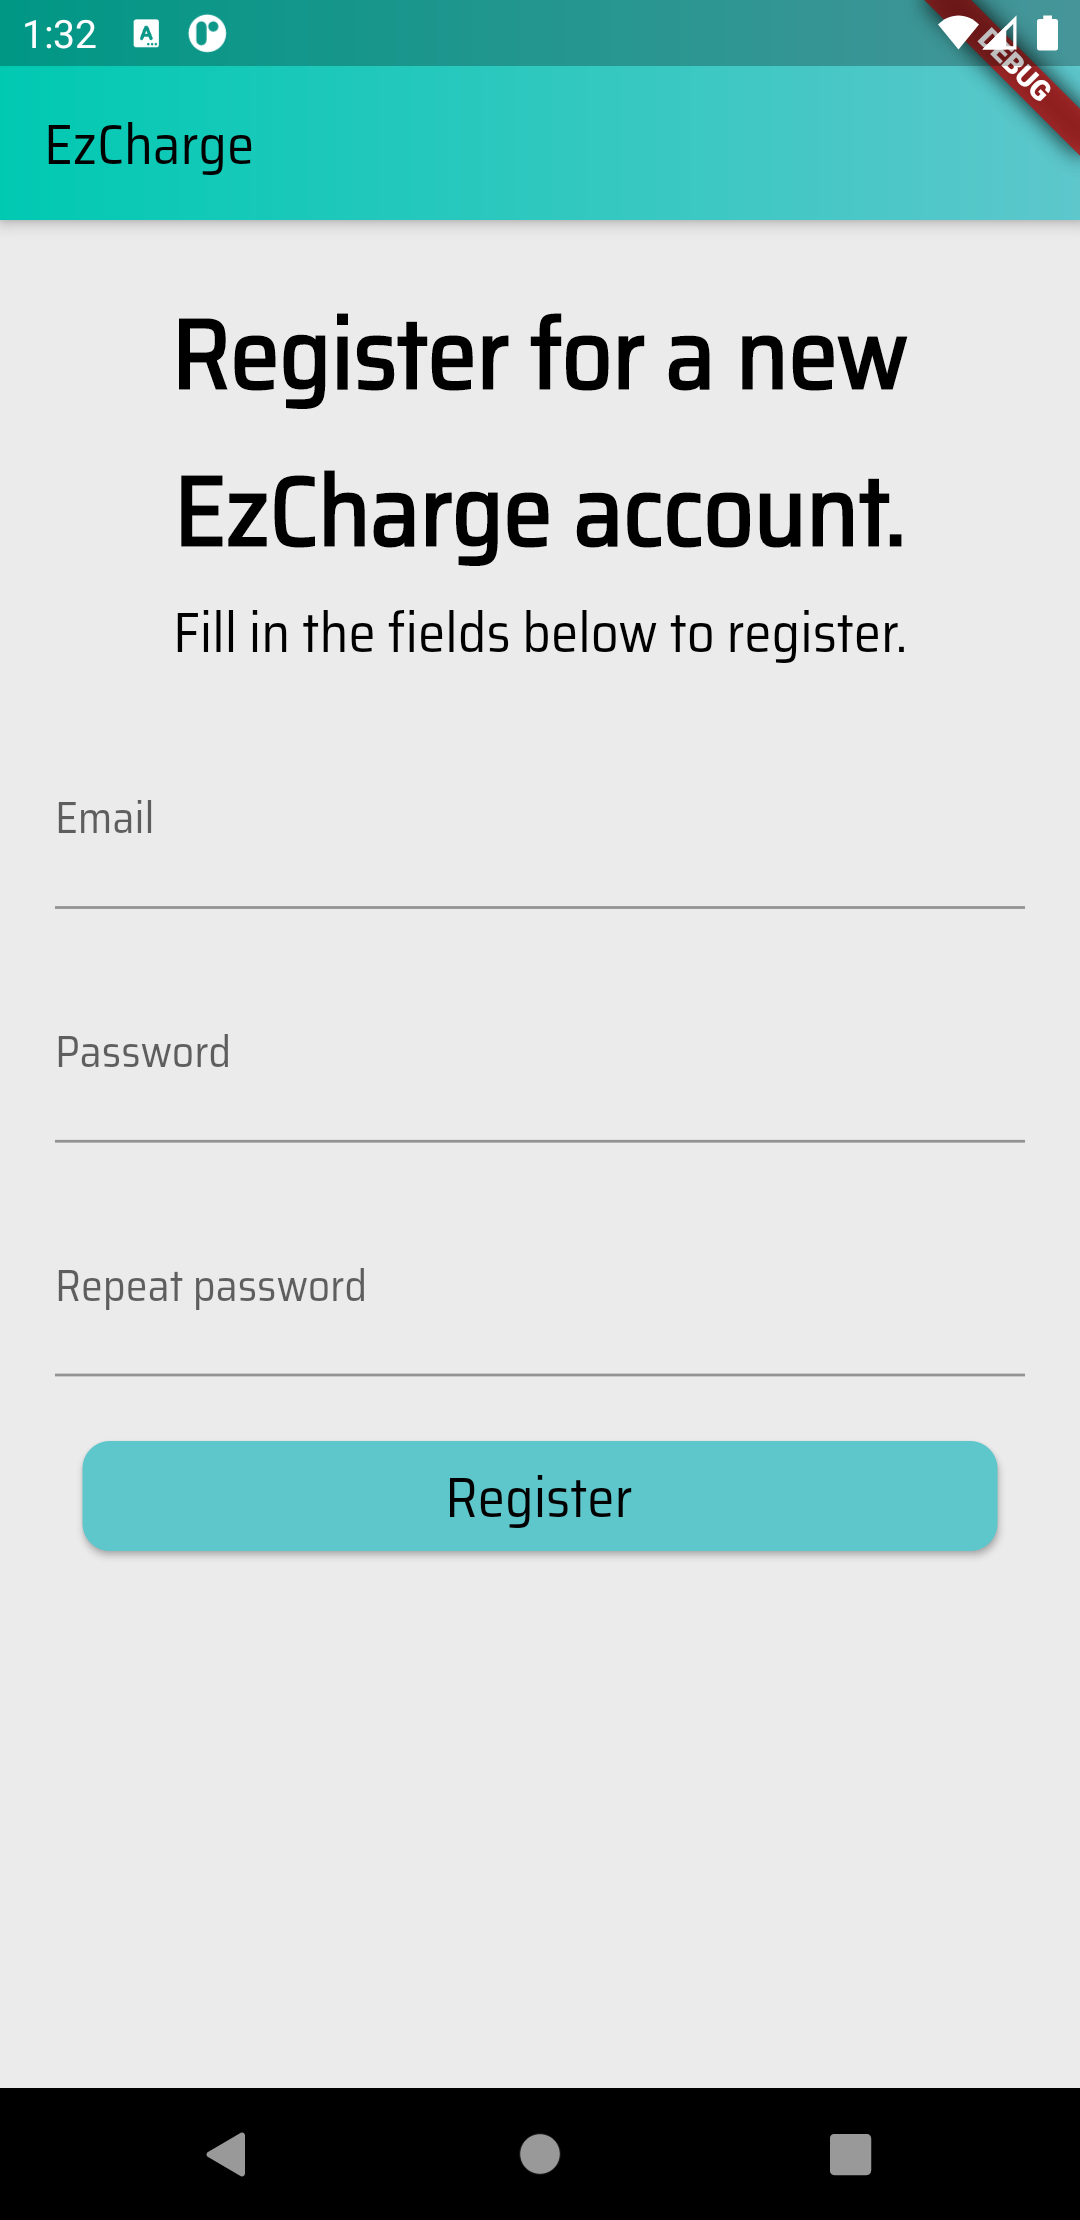 1:32
DEBUG
EzCharge
Register for a new
EzCharge account.
Fill in the fields below to register.
Email
Password
Repeat password
Register